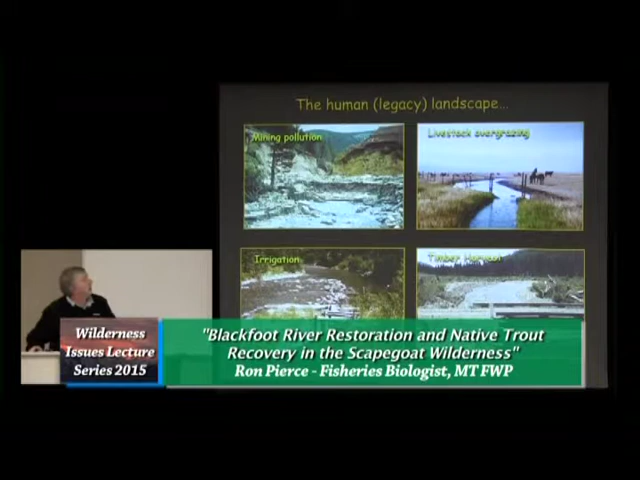 The human (legacy) landscape...
Mining pollution
Livestock overgrazing
Irrigation
Timber Harvest
Wilderness
Issues Lecture
Series 2015
"Blackfoot River Restoration and Native Trout
Recovery in the Scapegoat Wilderness"
Ron Pierce - Fisheries Biologist, MT FWP